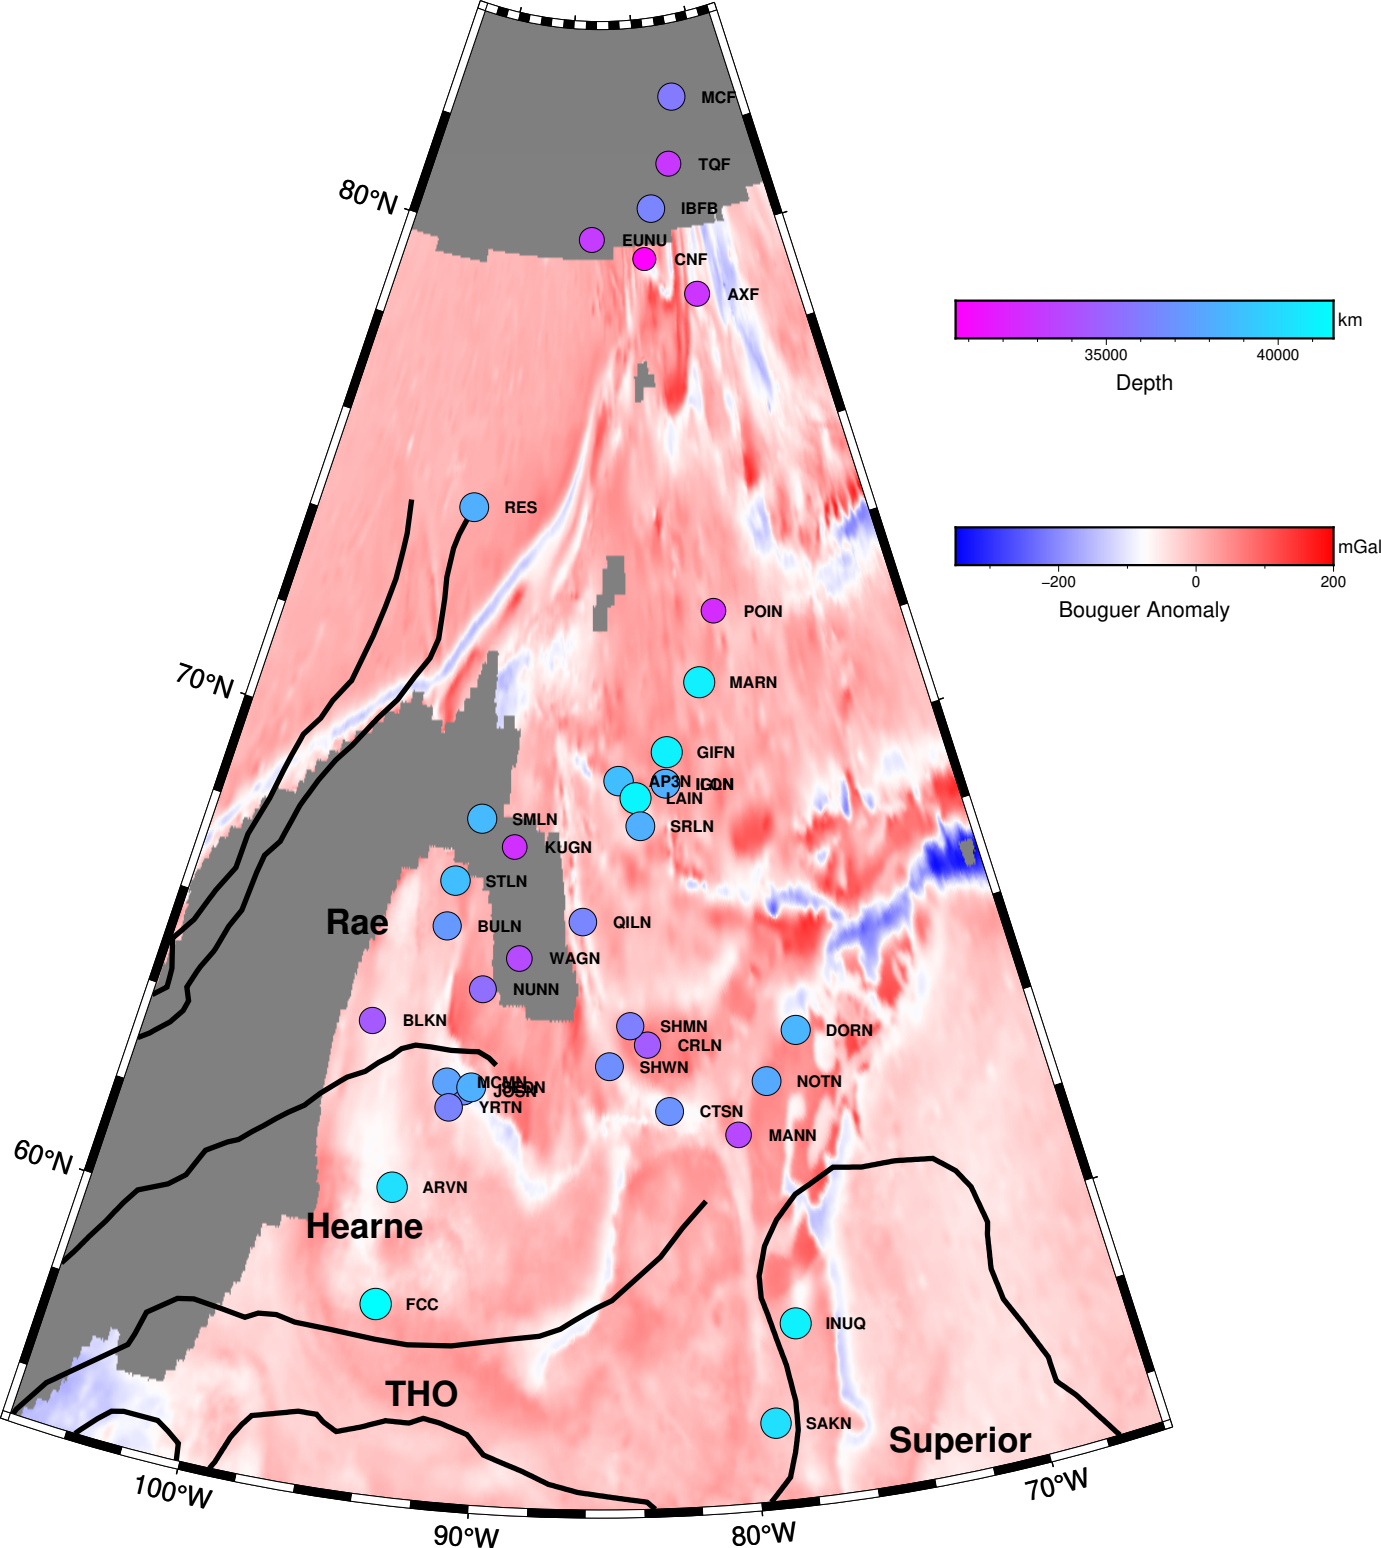 MCF
TQF
80°N
IBFB
EUNU
CNF
AXF
km
35000
40000
Depth
RES
mGal
−200
0
200
Bouguer Anomaly
POIN
70°N
MARN
GIFN
AP3N
LAIN
SMLN
SRLN
KUGN
STLN
Rae
BULN
QILN
WAGN
NUNN
BLKN
SHMN
DORN
CRLN
SHWN
MCMN
NOTN
YRTN
CTSN
MANN
60°N
ARVN
Hearne
FCC
INUQ
THO
SAKN
Superior
100°W
70°W
90°W
80°W